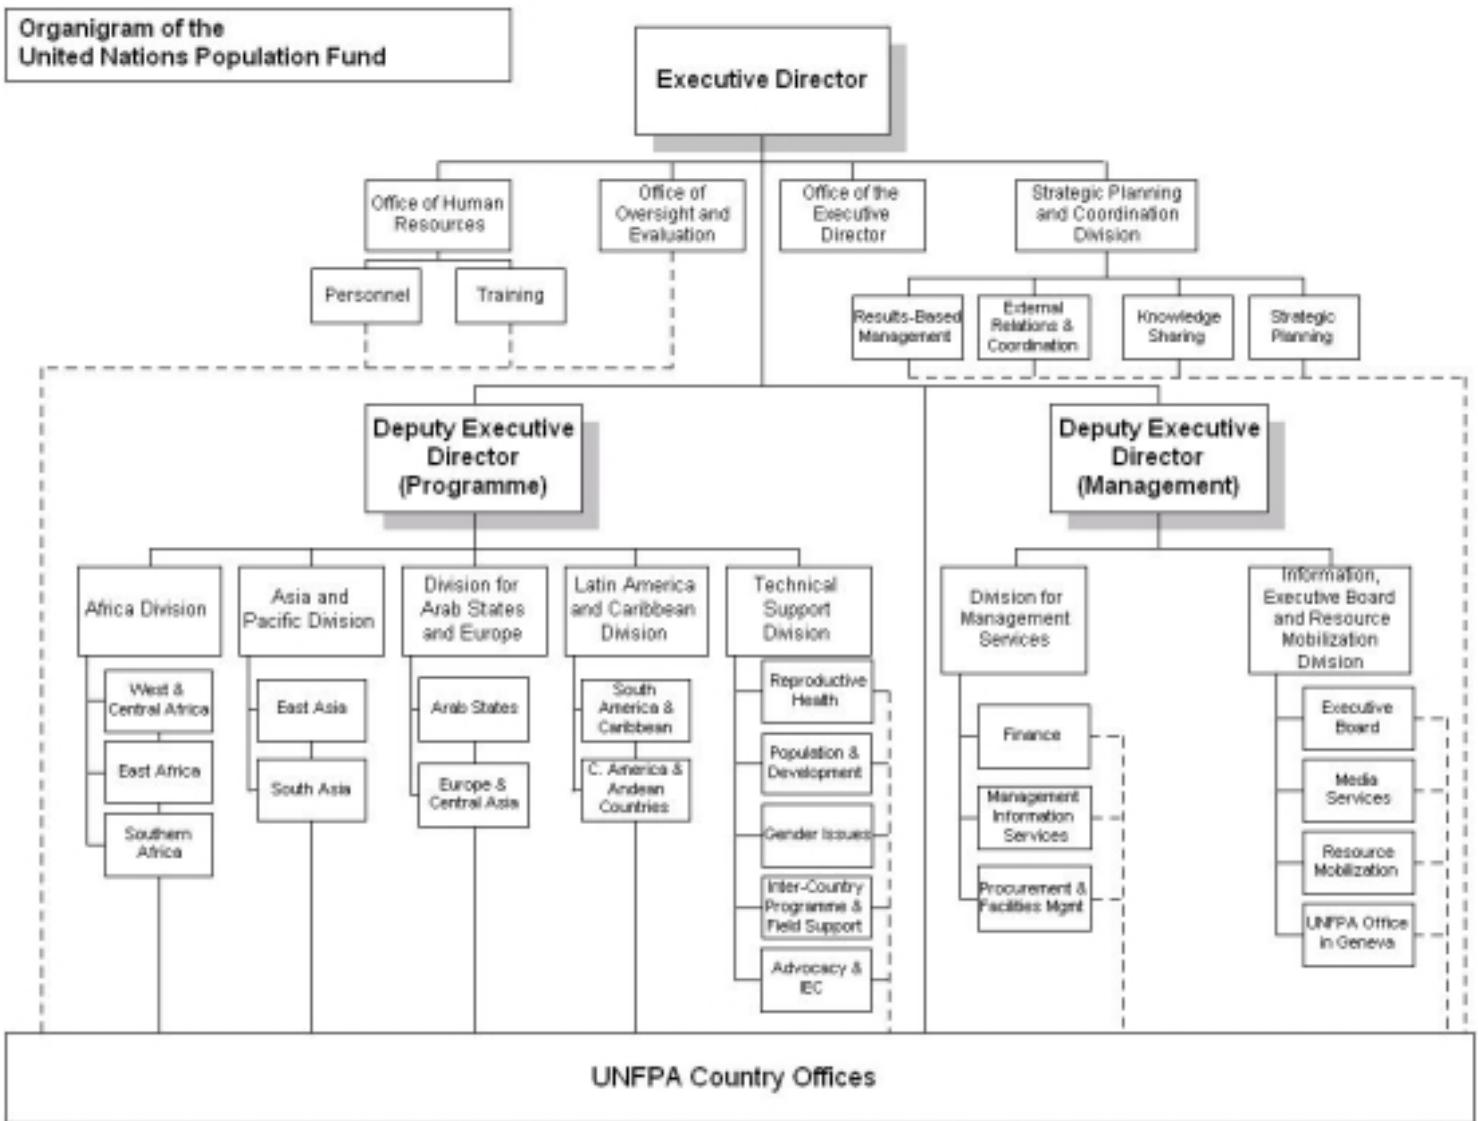 Organigram of the
United Nations Population Fund
Executive Director
Office of Human
Resources
Office of
Oversight and
Evaluation
Office of the
Executive
Director
Strategic Planning
and Coordination
Division
Personnel
Training
Results-Based
Management
External
Relations &
Coordination
Knowledge
Sharing
Strategic
Planning
Deputy Executive
Director
(Programme)
Deputy Executive
Director
(Management)
Africa Division
Asia and
Pacific Division
Division for
Arab States
and Europe
Latin America
and Caribbean
Division
Technical
Support
Division
Division for
Management
Services
Information,
Executive Board
and Resource
Mobilization
Division
West &
Central Africa
East Africa
Southern
Africa
East Asia
South Asia
Arab States
Europe &
Central Asia
South
America &
Caribbean
C. America &
Andean
Countries
Reproductive
Health
Population &
Development
Gender Issues
Inter-Country
Programme &
Field Support
Advocacy &
IEC
Finance
Management
Information
Services
Procurement &
Facilities Mgmt
Executive
Board
Media
Services
Resource
Mobilization
UNFPA Office
in Geneva
UNFPA Country Offices